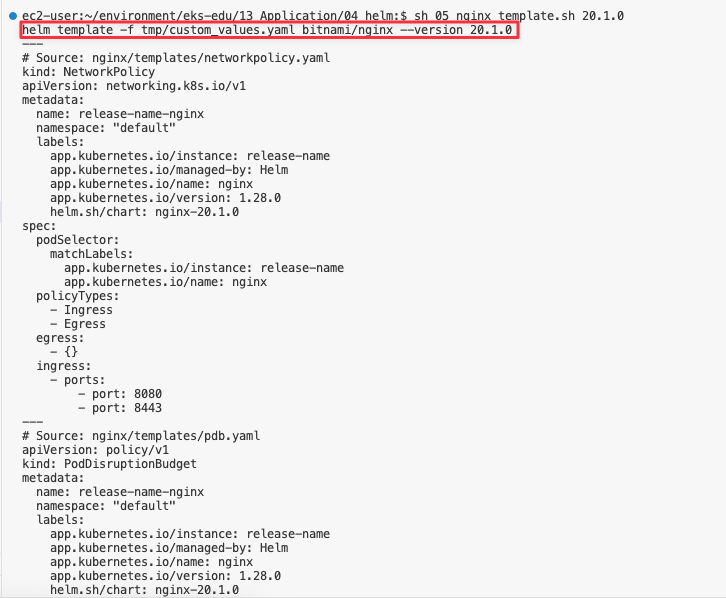 ec2-user:~/environment/eks-edu/13_Application/04_helm:$ sh 05_nginx_template.sh 20.1.0
helm template -f tmp/custom_values.yaml bitnami/nginx --version 20.1.0
---
# Source: nginx/templates/networkpolicy.yaml
kind: NetworkPolicy
apiVersion: networking.k8s.io/v1
metadata:
  name: release-name-nginx
  namespace: "default"
  labels:
    app.kubernetes.io/instance: release-name
    app.kubernetes.io/managed-by: Helm
    app.kubernetes.io/name: nginx
    app.kubernetes.io/version: 1.28.0
    helm.sh/chart: nginx-20.1.0
spec:
  podSelector:
    matchLabels:
      app.kubernetes.io/instance: release-name
      app.kubernetes.io/name: nginx
  policyTypes:
    - Ingress
    - Egress
  egress:
    - {}
  ingress:
    - ports:
        - port: 8080
        - port: 8443
---
# Source: nginx/templates/pdb.yaml
apiVersion: policy/v1
kind: PodDisruptionBudget
metadata:
  name: release-name-nginx
  namespace: "default"
  labels:
    app.kubernetes.io/instance: release-name
    app.kubernetes.io/managed-by: Helm
    app.kubernetes.io/name: nginx
    app.kubernetes.io/version: 1.28.0
    helm.sh/chart: nginx-20.1.0